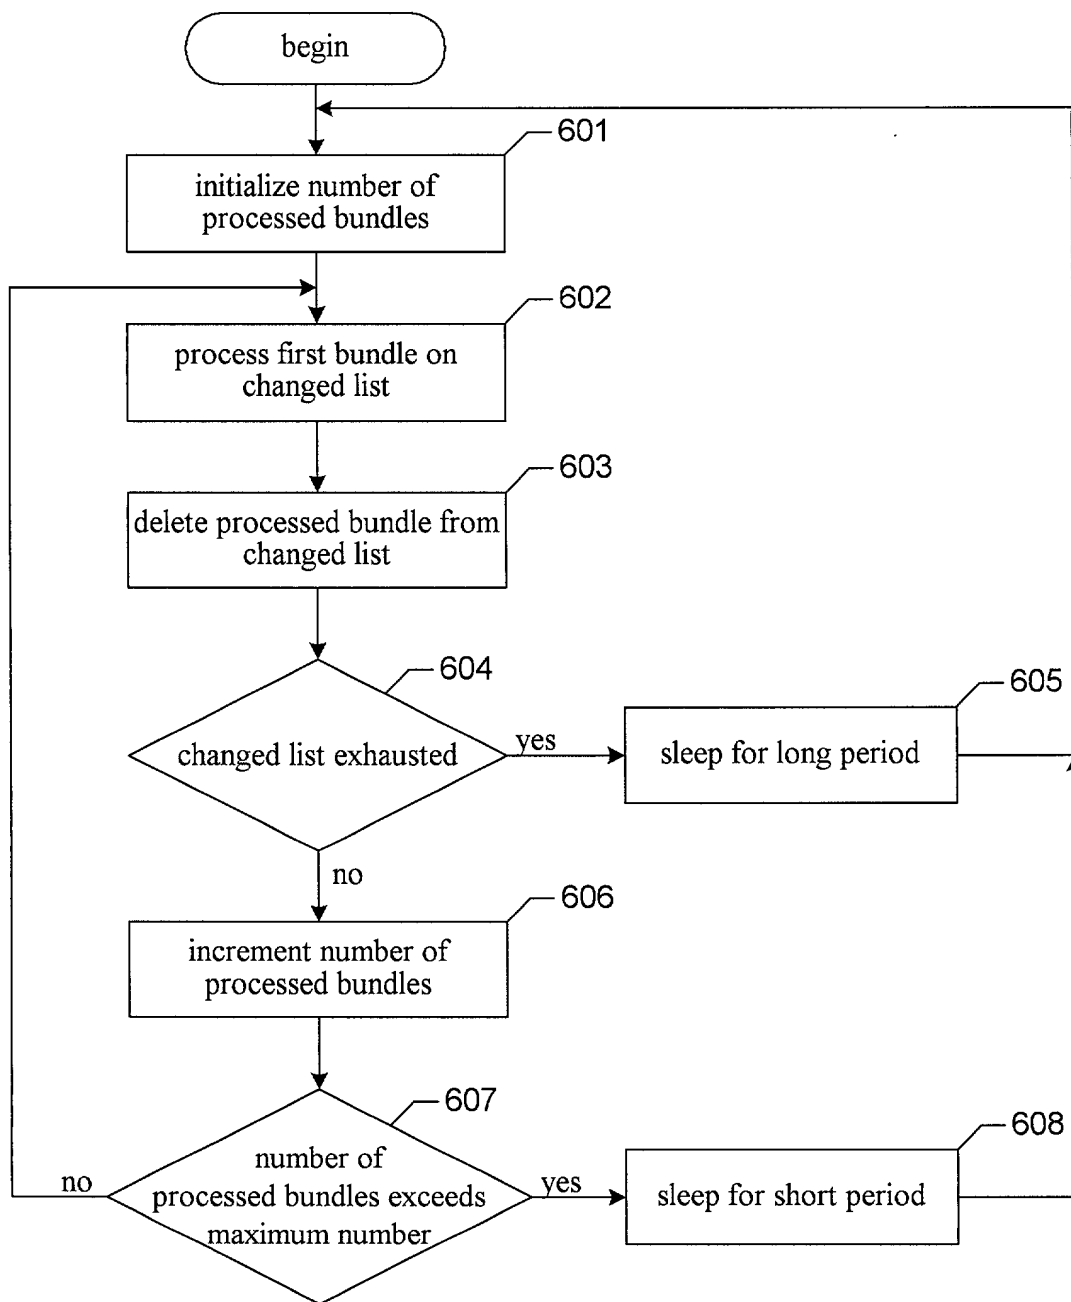 begin
601
initialize number of
processed bundles
602
process first bundle on
changed list
603
delete processed bundle from
changed list
604
changed list exhausted
yes
605
sleep for long period
no
606
increment number of
processed bundles
607
number of
processed bundles exceeds
maximum number
no
yes
608
sleep for short period